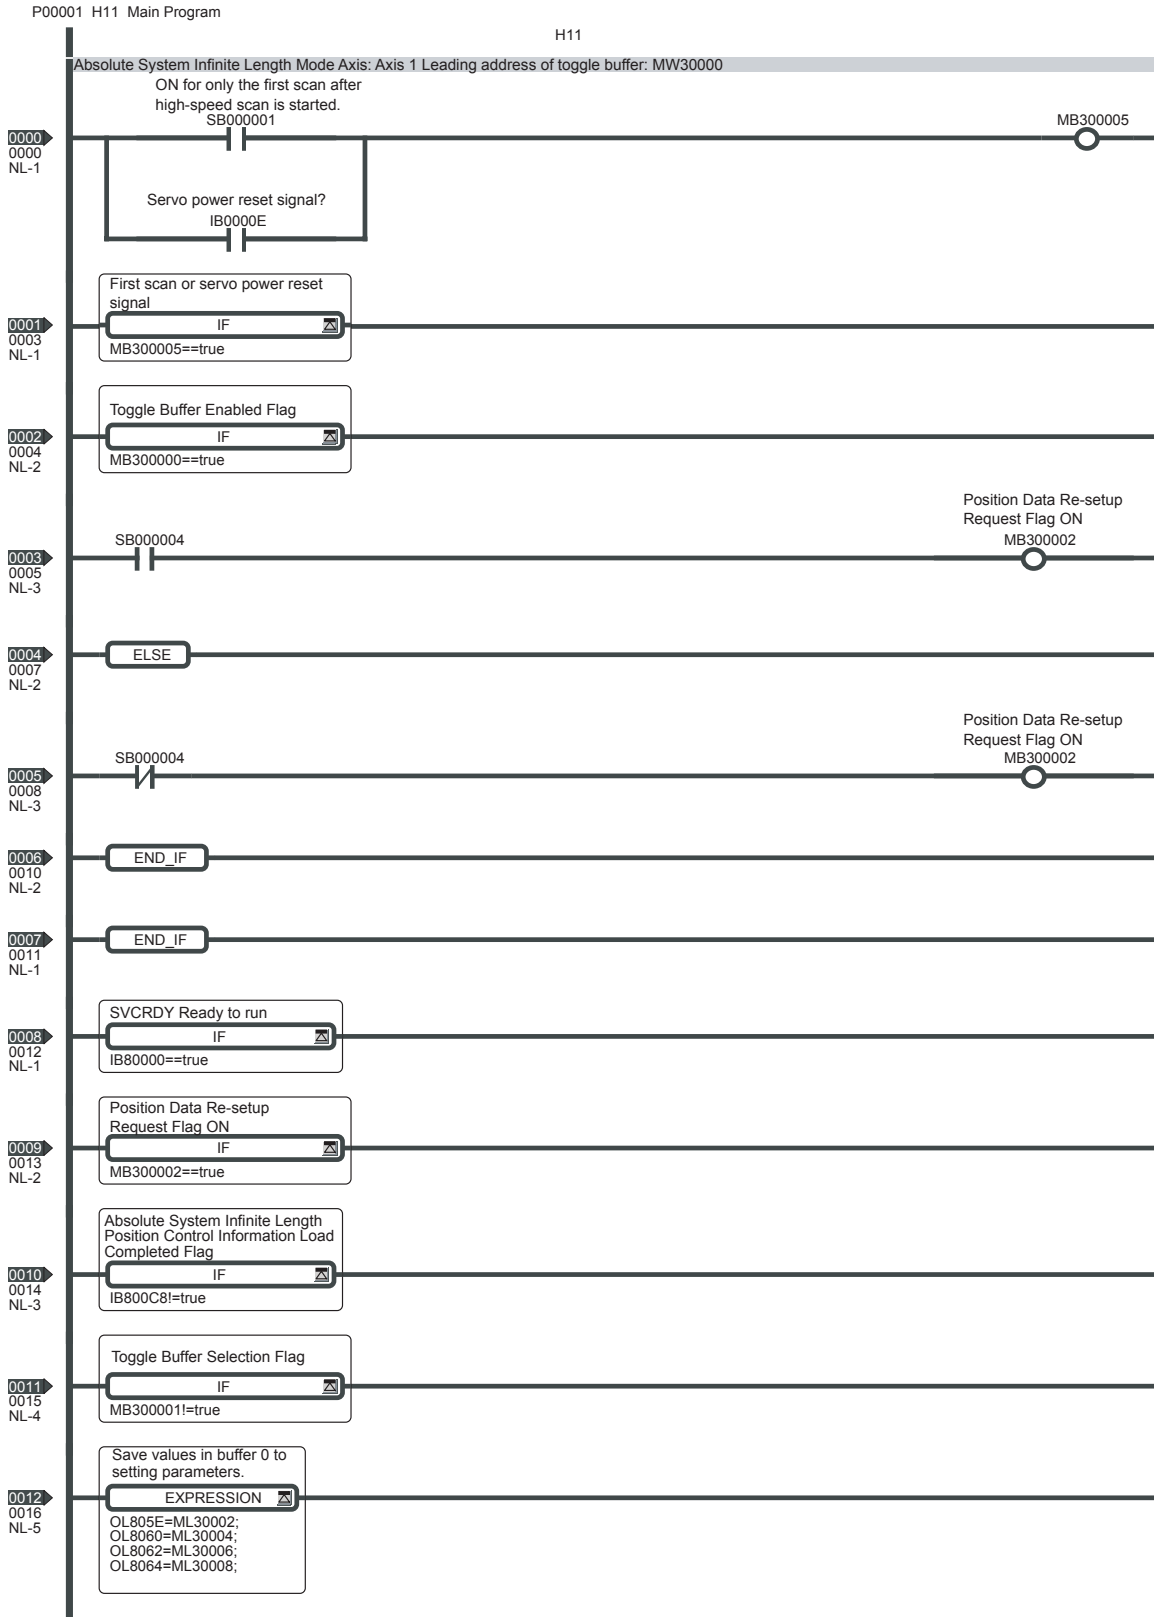 P00001 H11 Main Program
H11
Absolute System Infinite Length Mode Axis: Axis 1 Leading address of toggle buffer: MW30000
ON for only the first scan after
high-speed scan is started.
SB000001
MB300005
0000
0000
NL-1
Servo power reset signal?
IB0000E
First scan or servo power reset
signal
0001
IF
0003
NL-1
MB300005==true
Toggle Buffer Enabled Flag
0002
IF
0004
NL-2
MB300000==true
Position Data Re-setup
Request Flag ON
SB000004
MB300002
0003
0005
NL-3
0004
ELSE
0007
NL-2
Position Data Re-setup
Request Flag ON
SB000004
MB300002
0005
0008
NL-3
0006
END_IF
0010
NL-2
0007
END_IF
0011
NL-1
SVCRDY Ready to run
0008
IF
0012
NL-1
IB80000==true
Position Data Re-setup
Request Flag ON
0009
IF
0013
NL-2
MB300002==true
Absolute System Infinite Length
Position Control Information Load
Completed Flag
0010
IF
0014
NL-3
IB800C8!=true
Toggle Buffer Selection Flag
0011
IF
0015
NL-4
MB300001!=true
Save values in buffer 0 to
setting parameters.
0012
EXPRESSION
0016
NL-5
OL805E=ML30002;
OL8060=ML30004;
OL8062=ML30006;
OL8064=ML30008;